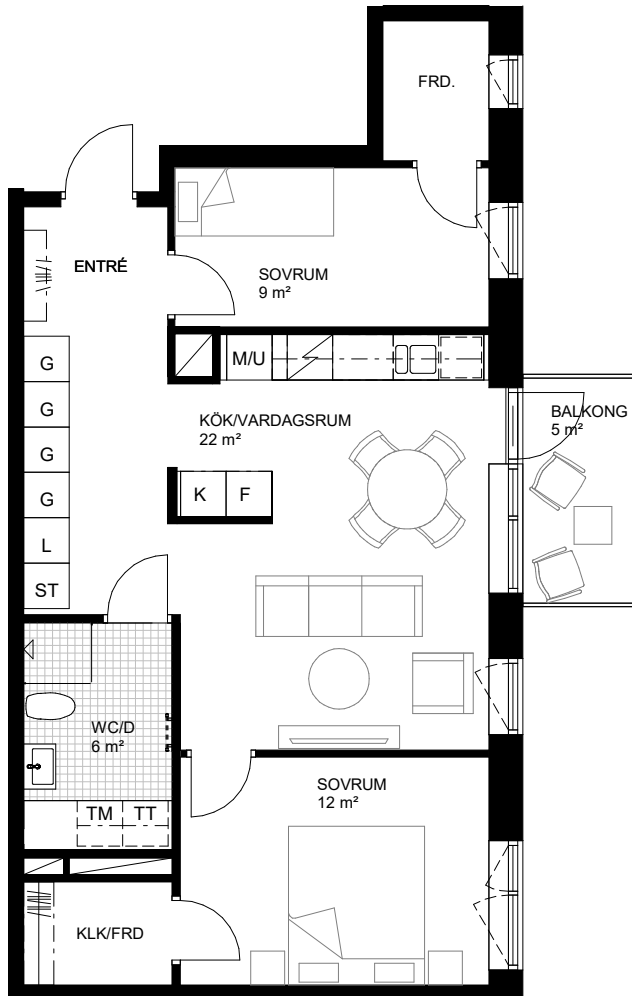 FRD.
ENTRÉ
SOVRUM
9 m²
G
G
G
G
L
ST
M/U
KÖK/VARDAGSRUM
22 m²
BALKONG
5 m²
K
F
WC/D
6 m²
TM
TT
SOVRUM
12 m²
KLK/FRD